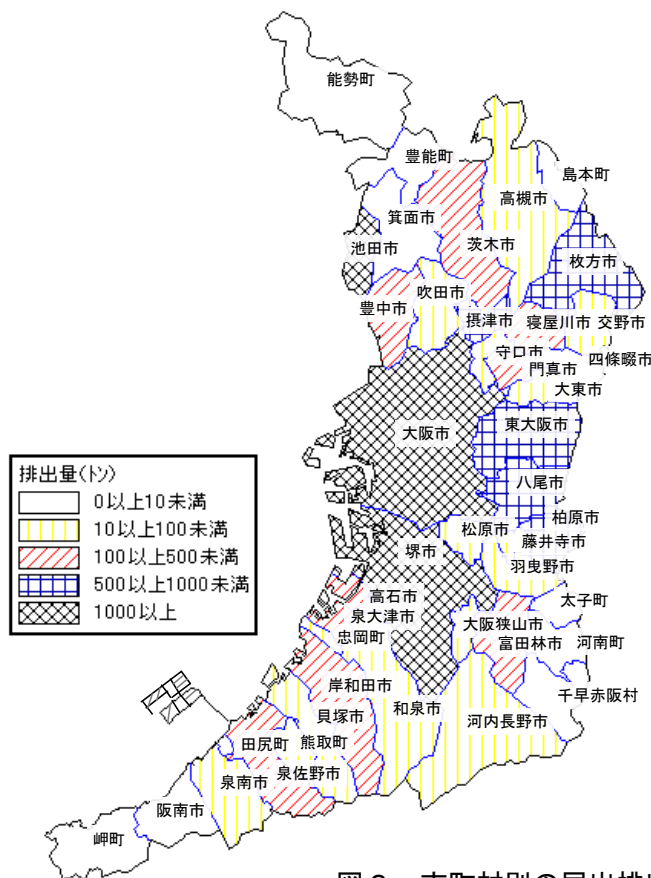 能勢町
豊能町
島本町
高槻市
箕面市
茨木市
池田市
枚方市
吹田市
豊中市
摂津市
寝屋川市
交野市
守口市
四條畷市
門真市
大東市
東大阪市
大阪市
八尾市
柏原市
松原市
藤井寺市
堺市
羽曳野市
高石市
太子町
泉大津市
大阪狭山市
忠岡町
富田林市
河南町
岸和田市
千早赤阪村
和泉市
貝塚市
河内長野市
田尻町
熊取町
泉佐野市
泉南市
阪南市
岬町
排出量(トン)
0以上10未満
10以上100未満
100以上500未満
500以上1000未満
1000以上